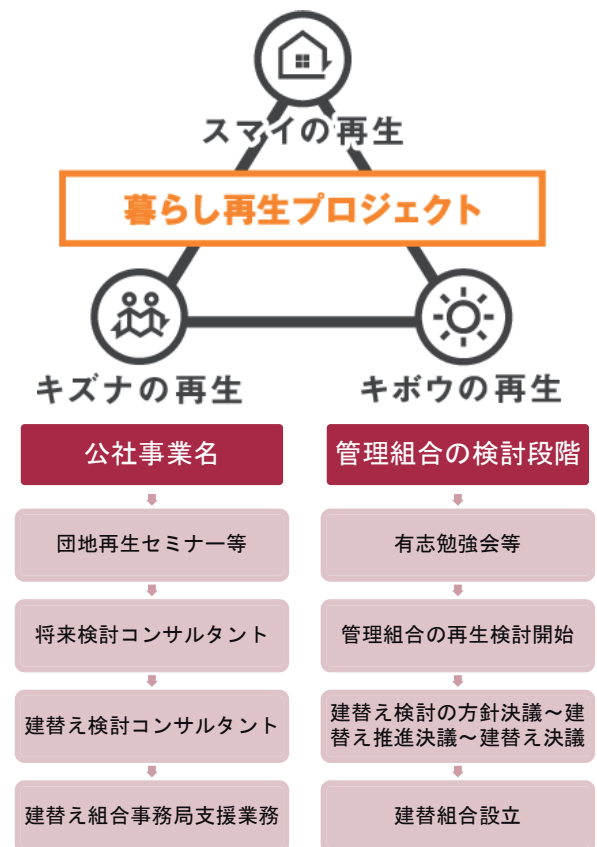 スマイの再生
暮らし再生プロジェクト
キズナの再生
キボウの再生
公社事業名
団地再生セミナー等
将来検討コンサルタント
建替え検討コンサルタント
建替え組合事務局支援業務
管理組合の検討段階
有志勉強会等
管理組合の再生検討開始
建替え検討の方針決議～建
替え推進決議～建替え決議
建替組合設立